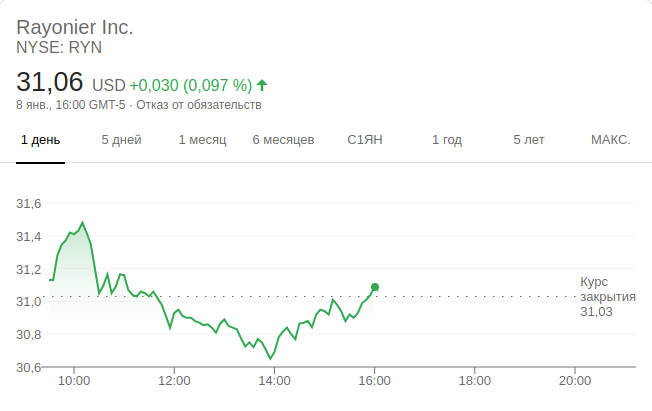 Rayonier Inc.
NYSE: RYN
31,06 USD +0,030 (0,097 %)
8 янв., 16:00 GMT-5 · Отказ от обязательств
1 день 5 дней 1 месяц 6 месяцев С1ЯН 1 год 5 лет МАКС.
31,6
31,4
31,2
31,0
30,8
30,6
Курс
закрытия
31,03
10:00 12:00 14:00 16:00 18:00 20:00